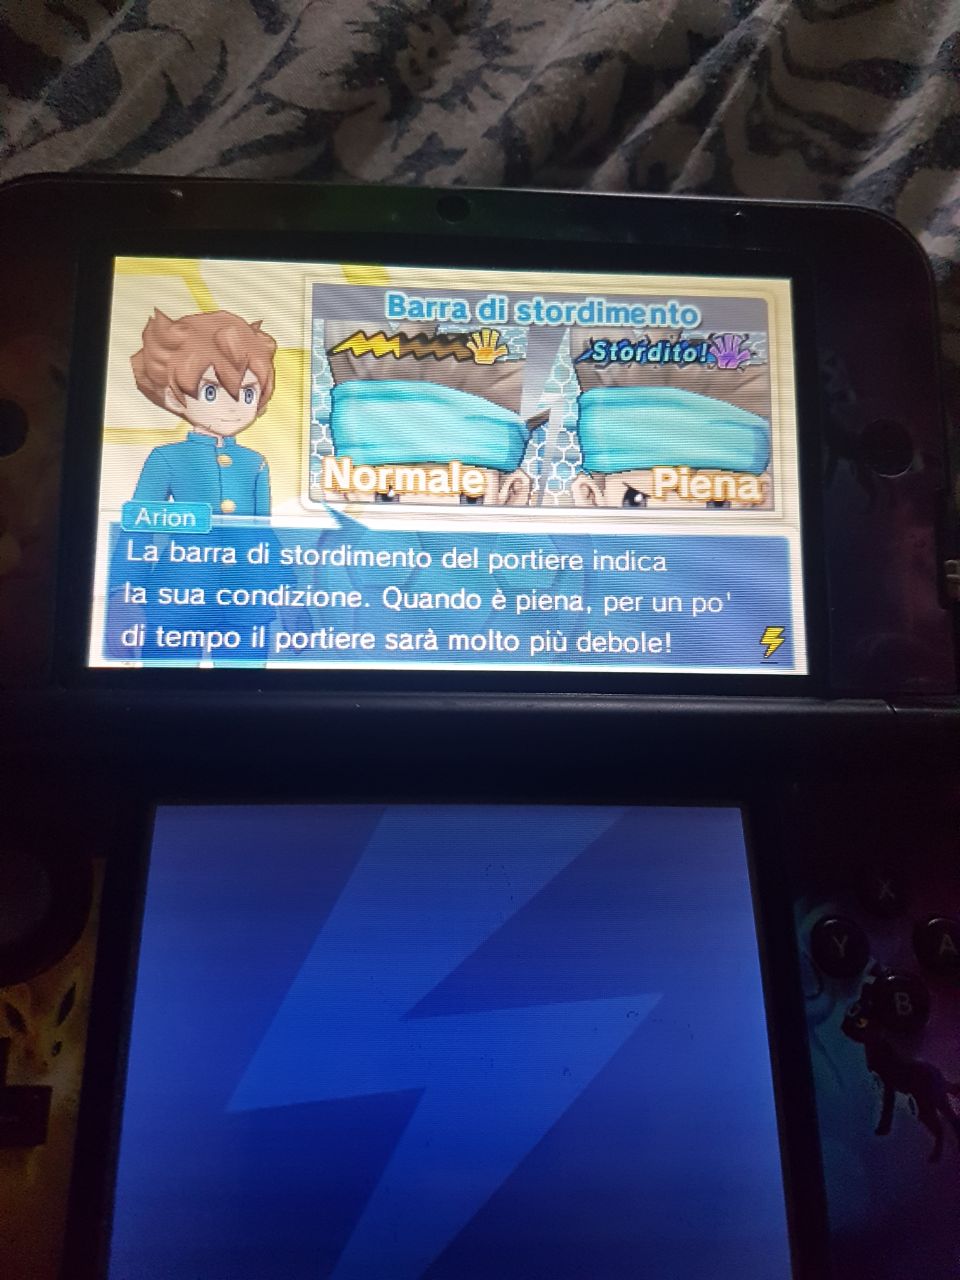 Barra di stordimento
Stordito!
Normale
Piena
Arion
La barra di stordimento del portiere indica
la sua condizione. Quando è piena, per un po'
di tempo il portiere sarà molto più debole!
X
Y
A
B